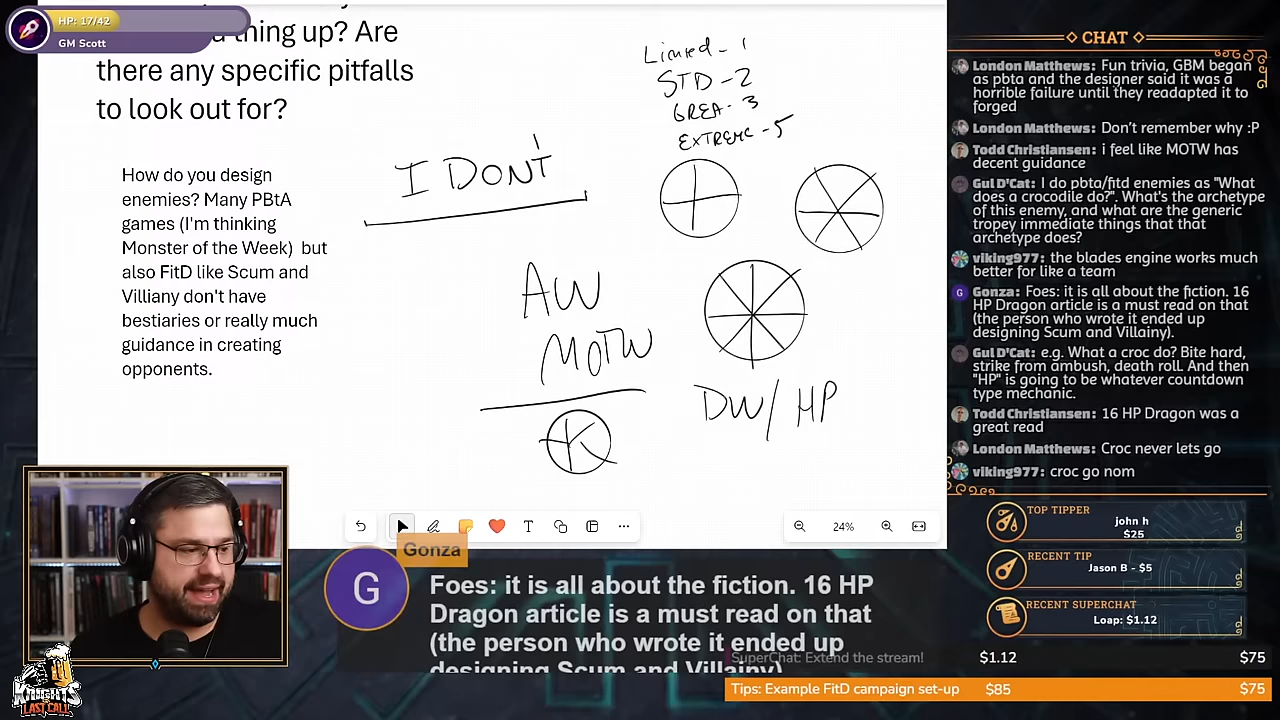 HP: 17/42
GM Scott
thing up? Are
there any specific pitfalls
to look out for?
How do you design
enemies? Many PBtA
games (I'm thinking
Monster of the Week) but
also FitD like Scum and
Villiany don't have
bestiaries or really much
guidance in creating
opponents.
I DON'T
AW
MOTW
STD - 2
GREA - 3
EXTREME - 5
DW/HP
24%
CHAT
London Matthews: Fun trivia, GBM began
as pbta and the designer said it was a
horrible failure until they readapted it to
forged
London Matthews: Don't remember why :P
Todd Christiansen: i feel like MOTW has
decent guidance
Gul D'Cat: I do pbta/fitd enemies as "What
does a crocodile do?". What's the archetype
of this enemy, and what are the generic
tropey immediate things that that
archetype does?
viking977: the blades engine works much
better for like a team
G Gonza: Foes: it is all about the fiction. 16
HP Dragon article is a must read on that
(the person who wrote it ended up
designing Scum and Villainy).
Gul D'Cat: e.g. What a croc do? Bite hard,
strike from ambush, death roll. And then
"HP" is going to be whatever countdown
type mechanic.
Todd Christiansen: 16 HP Dragon was a
great read
London Matthews: Croc never lets go
viking977: croc go nom
TOP TIPPER
john h
$25
RECENT TIP
Jason B - $5
RECENT SUPERCHAT
Loap: $1.12
Gonza
G
Foes: it is all about the fiction. 16 HP
Dragon article is a must read on that
(the person who wrote it ended up
designing Scum and Villainy)
SuperChat: Extend the stream! $1.12 $75
Tips: Example FitD campaign set-up $85 $75
KNIGHTS
OF
LAST CALL